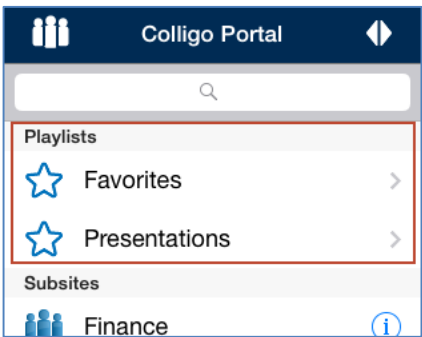 Colligo Portal
Playlists
Favorites
Presentations
Subsites
Finance